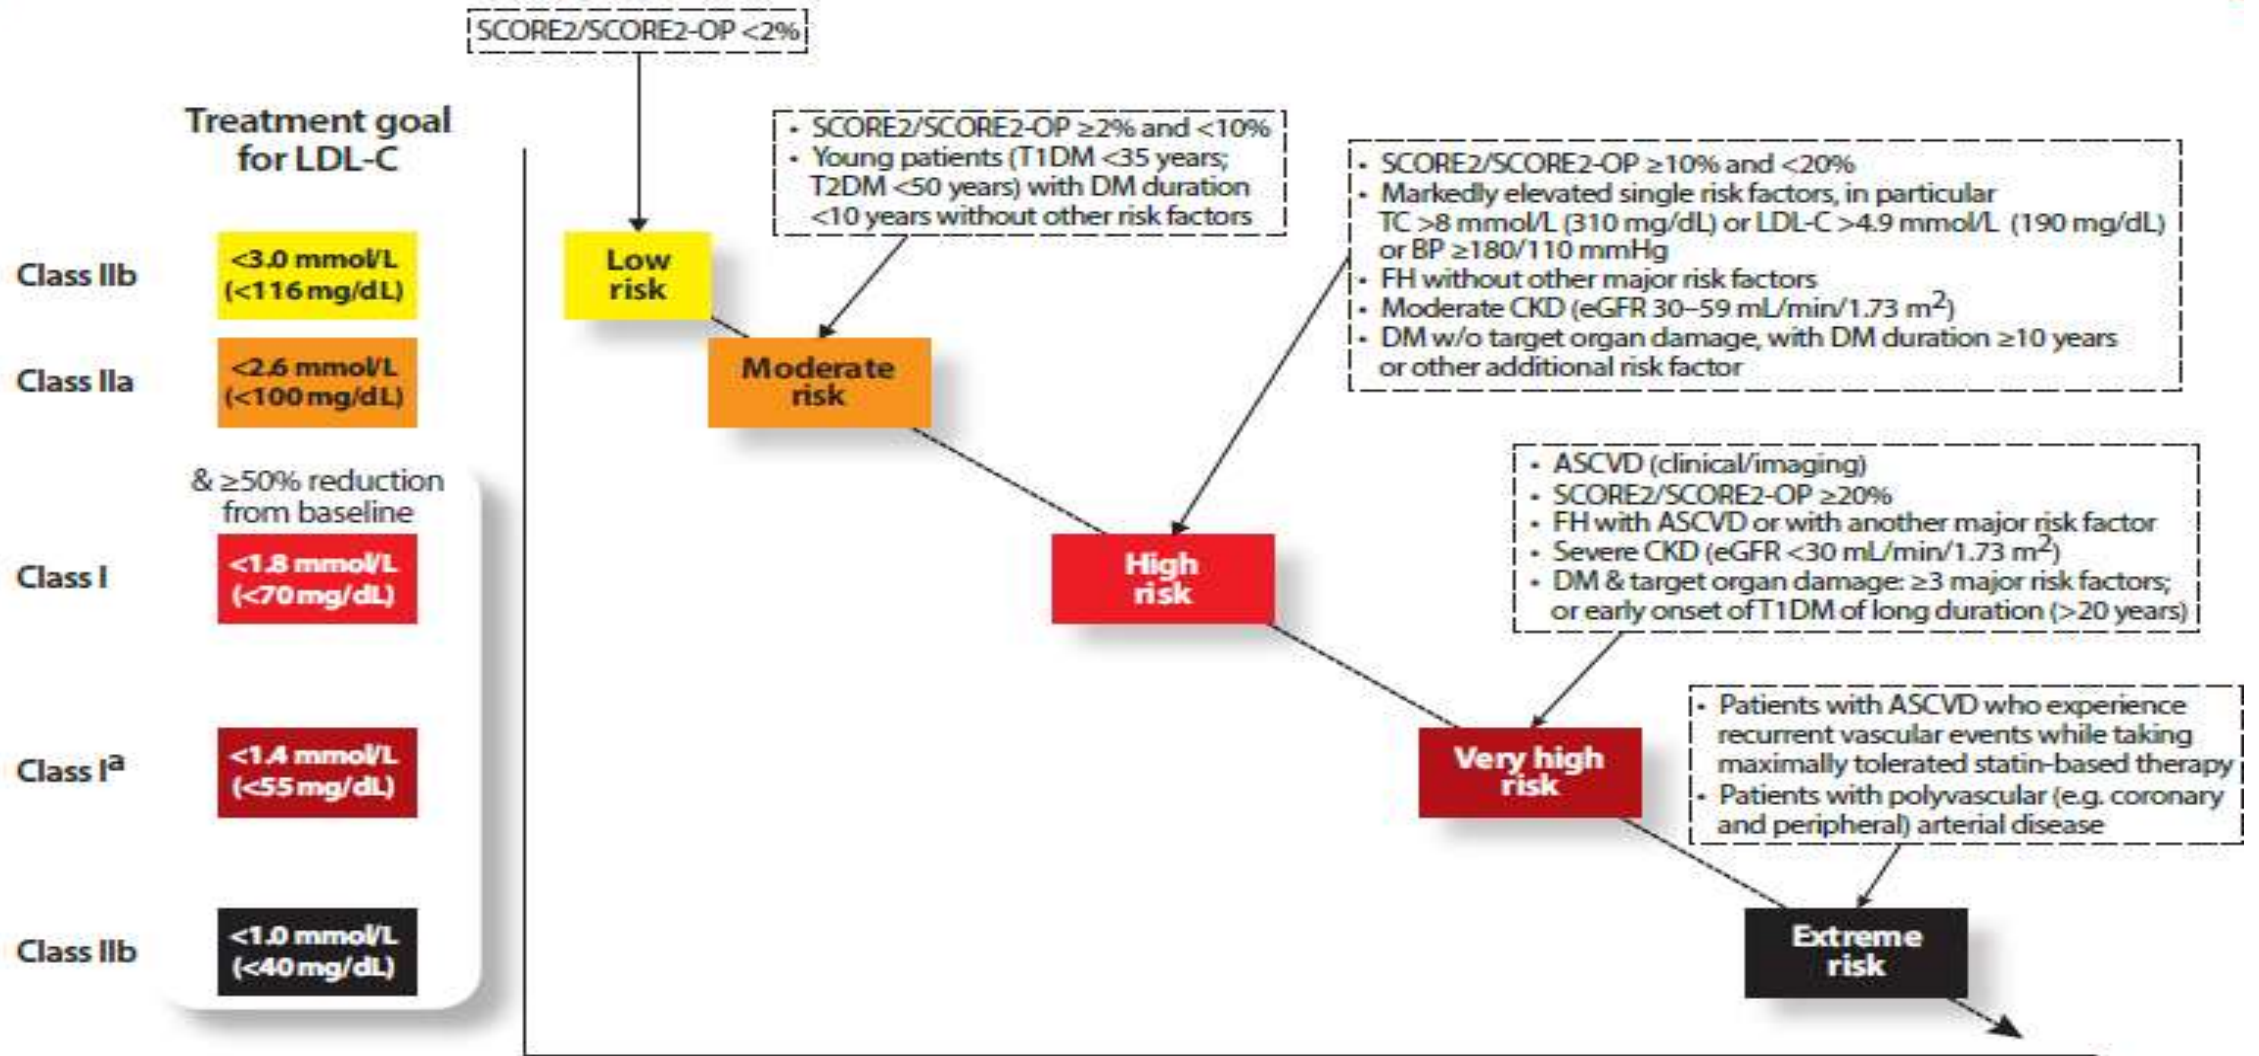 SCORE2/SCORE2-OP <2%
Treatment goal
for LDL-C
• SCORE2/SCORE2-OP ≥2% and <10%
• Young patients (T1DM <35 years;
T2DM <50 years) with DM duration
<10 years without other risk factors
• SCORE2/SCORE2-OP ≥10% and <20%
• Markedly elevated single risk factors, in particular
TC >8 mmol/L (310 mg/dL) or LDL-C >4.9 mmol/L (190 mg/dL)
or BP ≥180/110 mmHg
• FH without other major risk factors
• Moderate CKD (eGFR 30–59 mL/min/1.73 m²)
• DM w/o target organ damage, with DM duration ≥10 years
or other additional risk factor
Class IIb
<3.0 mmol/L
(<116 mg/dL)
Low
risk
Class IIa
<2.6 mmol/L
(<100 mg/dL)
Moderate
risk
& ≥50% reduction
from baseline
• ASCVD (clinical/imaging)
• SCORE2/SCORE2-OP ≥20%
• FH with ASCVD or with another major risk factor
• Severe CKD (eGFR <30 mL/min/1.73 m²)
• DM & target organ damage: ≥3 major risk factors;
or early onset of T1DM of long duration (>20 years)
Class I
<1.8 mmol/L
(<70 mg/dL)
High
risk
Class Iª
<1.4 mmol/L
(<55 mg/dL)
Very high
risk
• Patients with ASCVD who experience
recurrent vascular events while taking
maximally tolerated statin-based therapy
• Patients with polyvascular (e.g. coronary
and peripheral) arterial disease
Class IIb
<1.0 mmol/L
(<40 mg/dL)
Extreme
risk